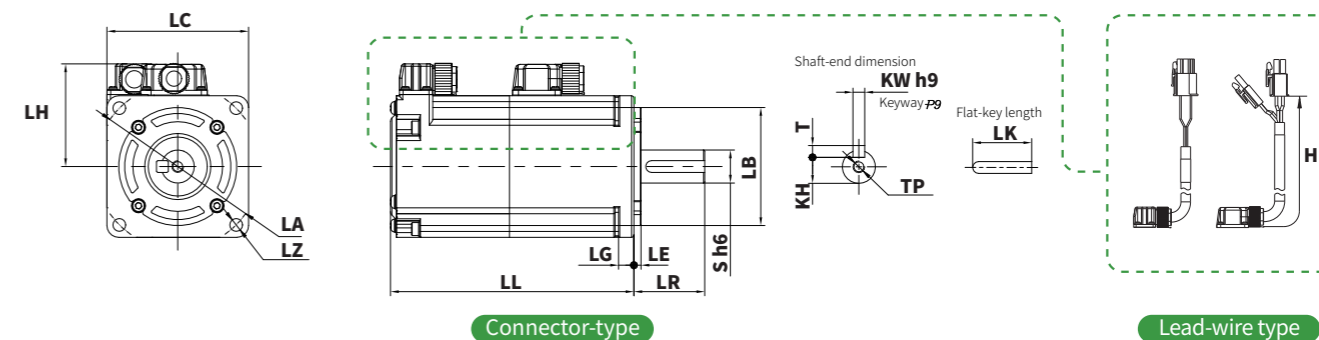 LC
LH
LA
LZ
LB
S h6
LG
LE
LL
LR
Connector-type
Shaft-end dimension
KW h9
Keyway P9
T
KH
TP
Flat-key length
LK
H
Lead-wire type